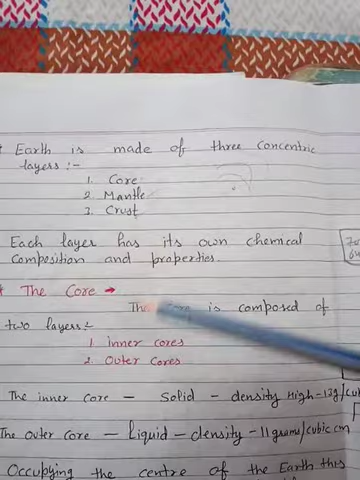 * Earth is made of three concentric
layers :-
1. Core
2. Mantle
3. Crust
Each layer has its own chemical
composition and properties.
* The Core →
The is composed of
two layers:-
1 inner cores
2 Outer Cores
The inner core — Solid — density High - 13g/cub
The outer core — Liquid — density - 11 grams/cubic cm
Occupying the centre of the Earth this